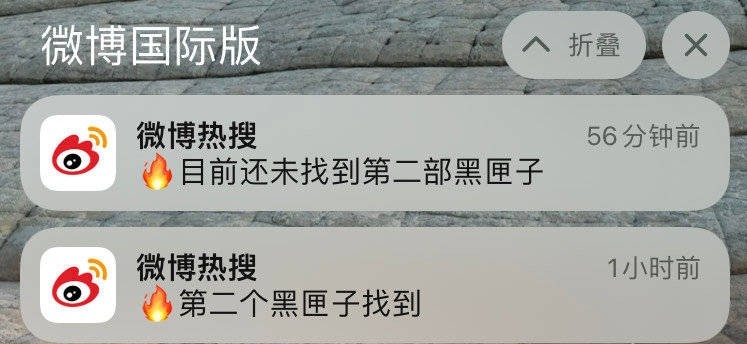 微博国际版
折叠
微博热搜
56分钟前
🔥目前还未找到第二部黑匣子
微博热搜
1小时前
🔥第二个黑匣子找到